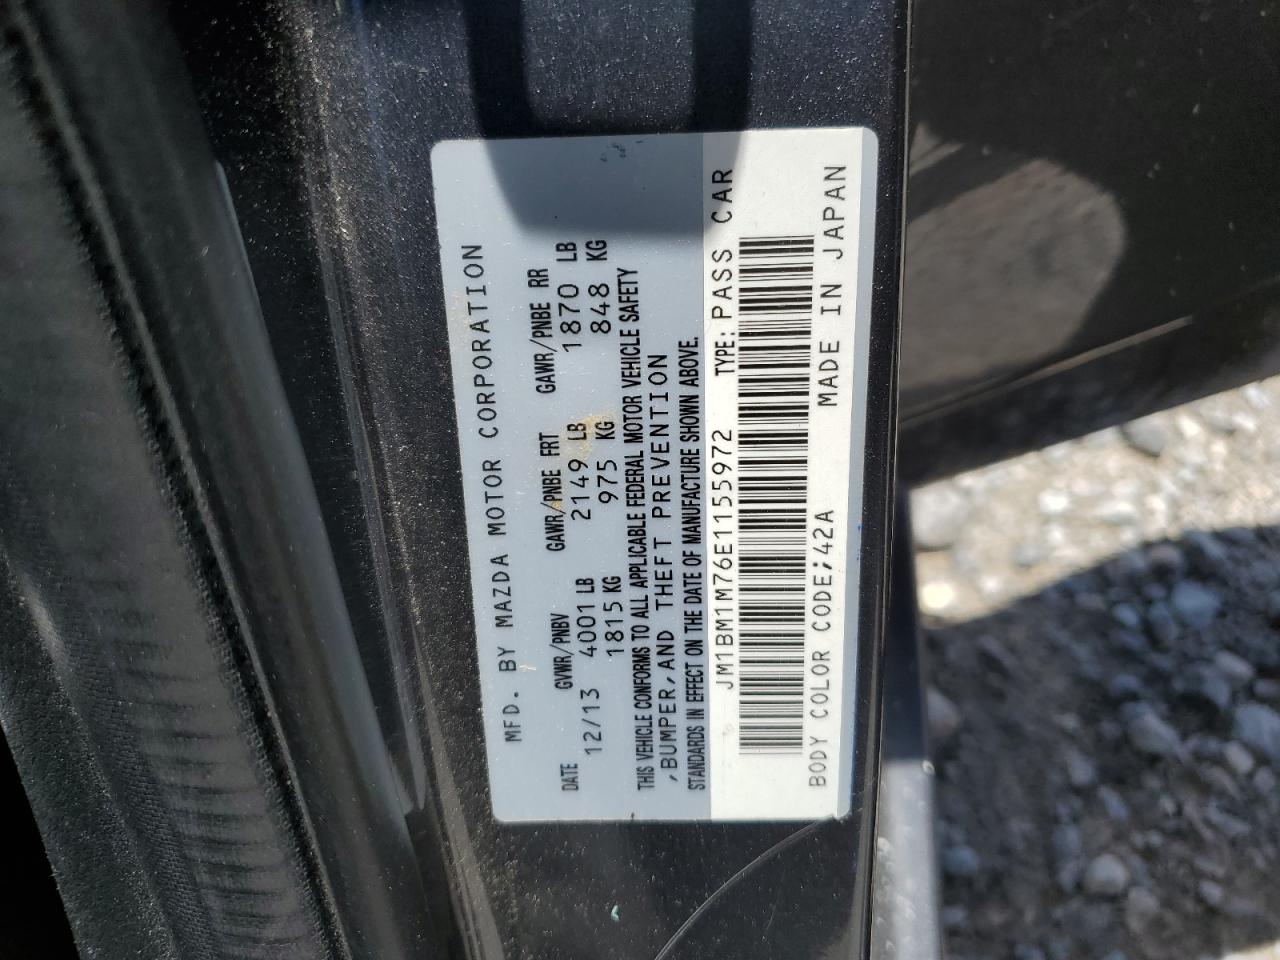 MFD. BY MAZDA MOTOR CORPORATION
DATE GVWR/PNBV GAWR/PNBE FRT GAWR/PNBE RR
12/13 4001 LB 2149 LB 1870 LB
1815 KG 975 KG 848 KG
THIS VEHICLE CONFORMS TO ALL APPLICABLE FEDERAL MOTOR VEHICLE SAFETY
,BUMPER,AND THEFT PREVENTION
STANDARDS IN EFFECT ON THE DATE OF MANUFACTURE SHOWN ABOVE.
JM1BM1M76E1155972 TYPE: PASS CAR
BODY COLOR CODE;42A MADE IN JAPAN